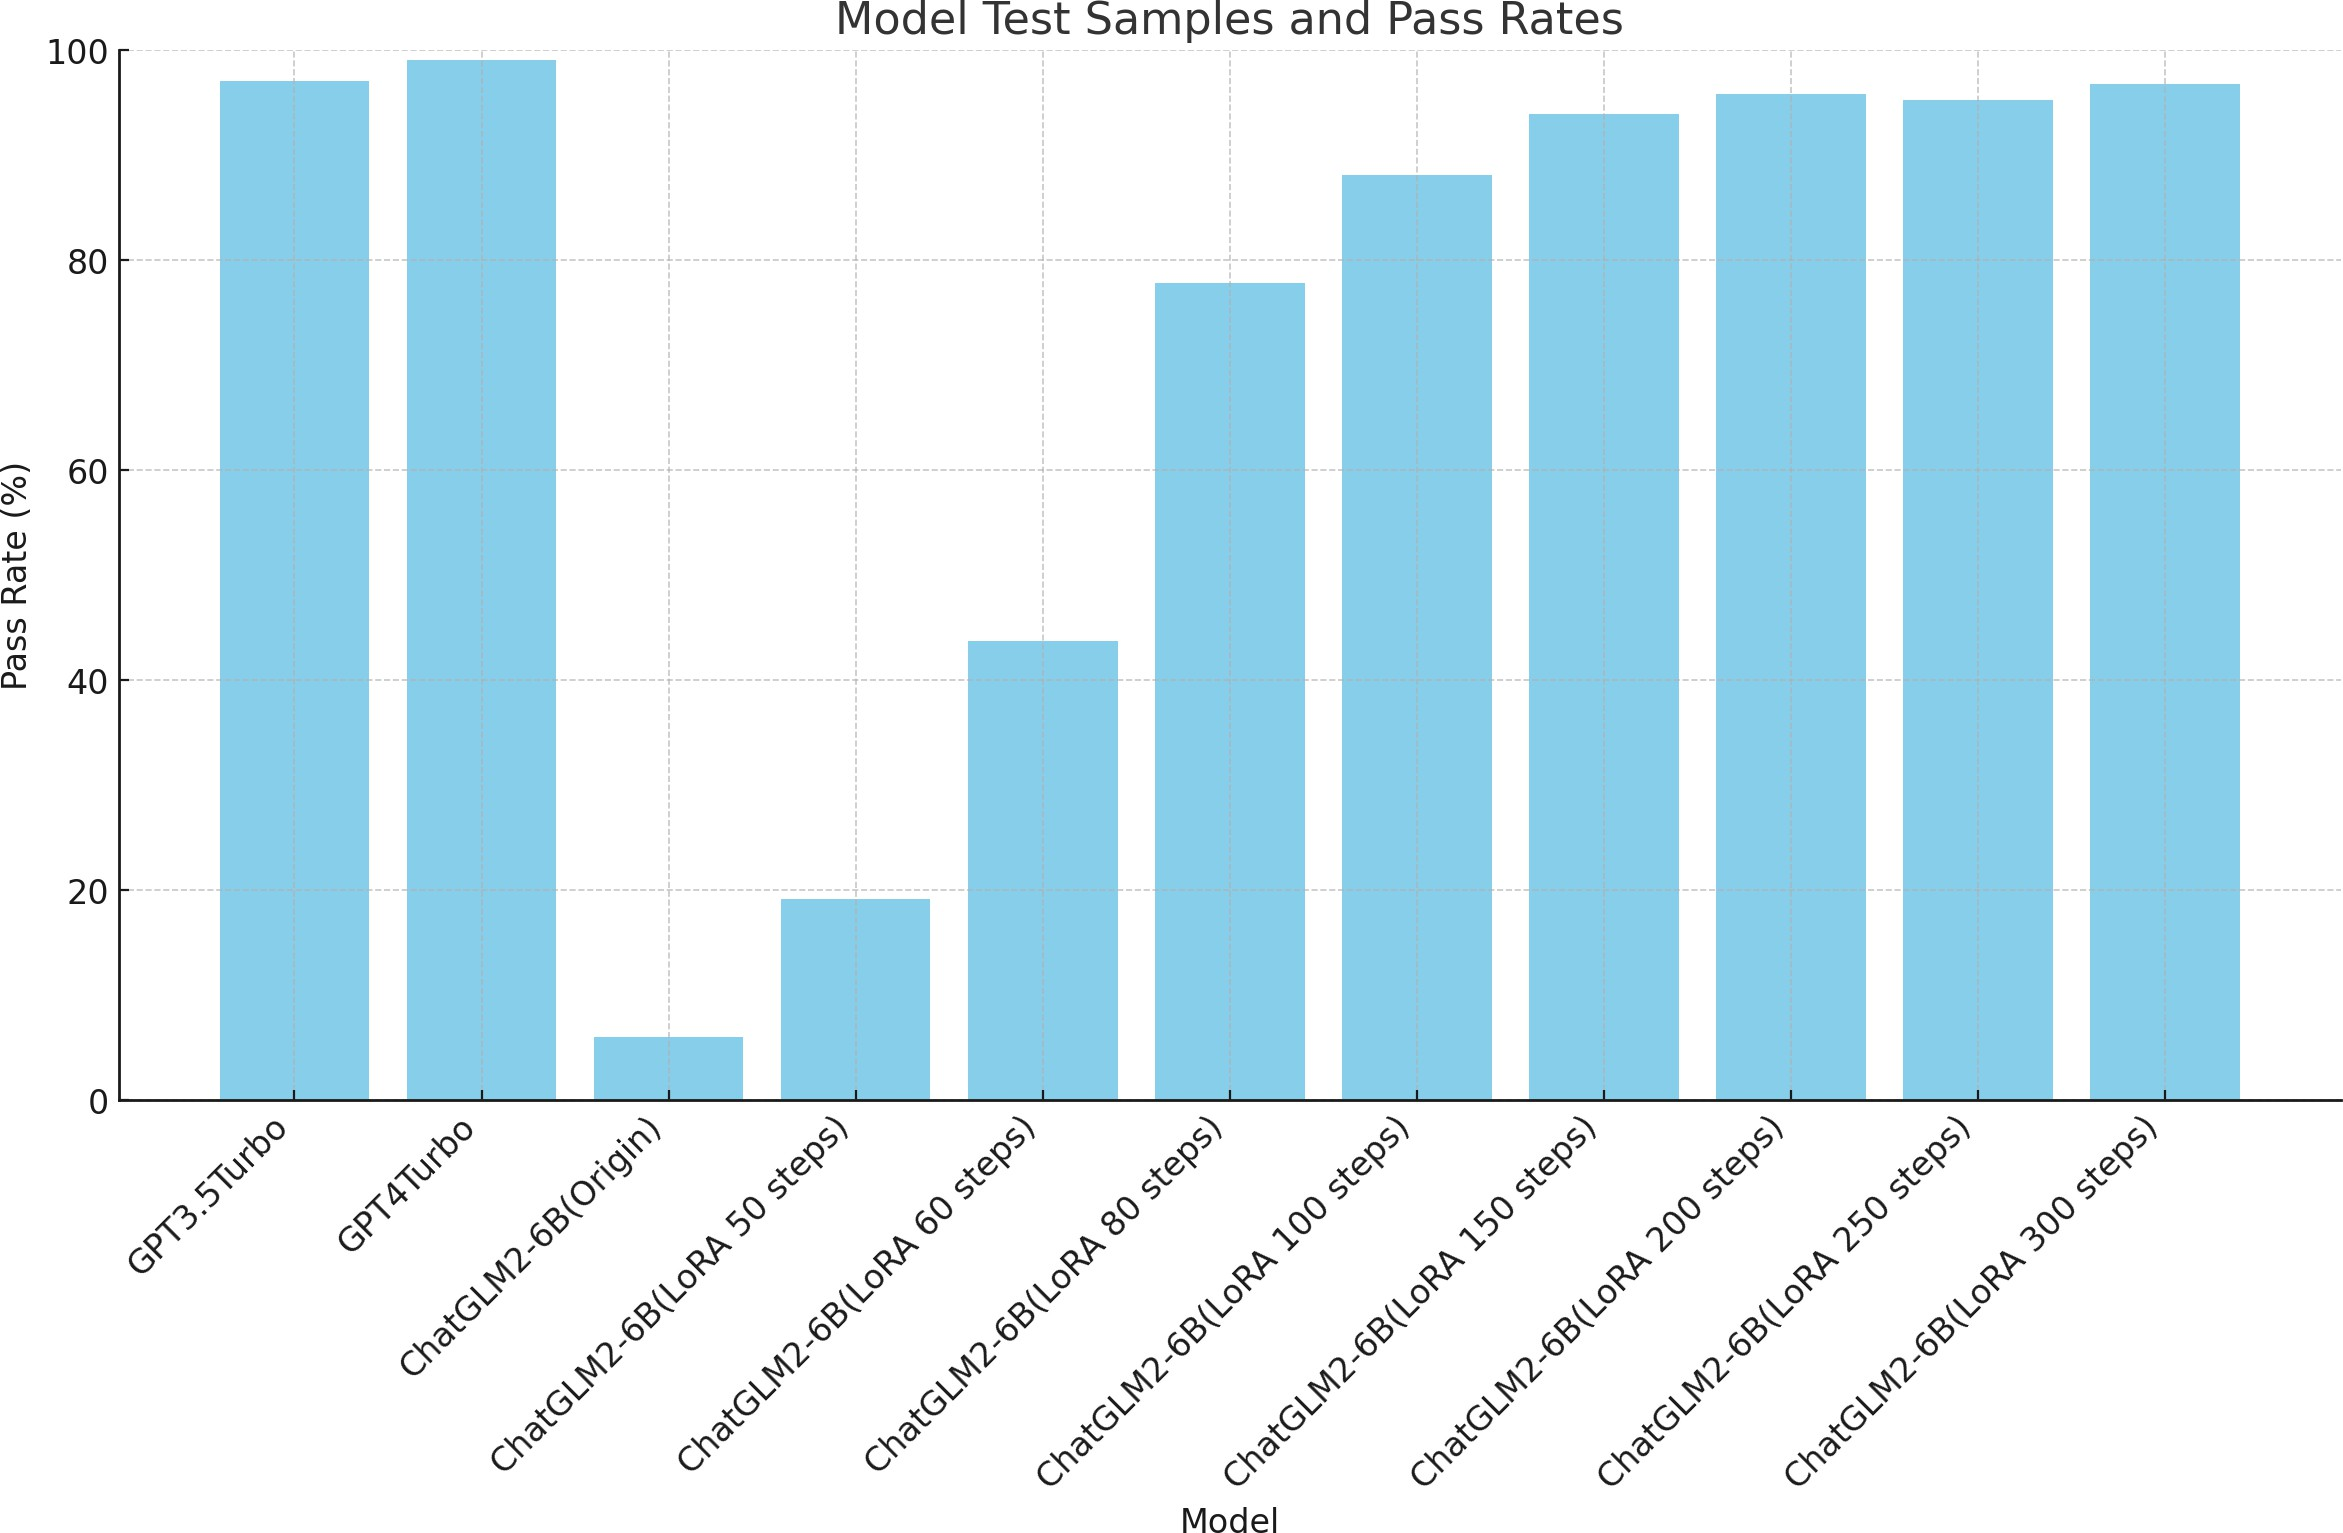 Model Test Samples and Pass Rates
Pass Rate (%)
100
80
60
40
20
0
GPT3.5Turbo
GPT4Turbo
ChatGLM2-6B(Origin)
ChatGLM2-6B(LoRA 50 steps)
ChatGLM2-6B(LoRA 60 steps)
ChatGLM2-6B(LoRA 80 steps)
ChatGLM2-6B(LoRA 100 steps)
ChatGLM2-6B(LoRA 150 steps)
ChatGLM2-6B(LoRA 200 steps)
ChatGLM2-6B(LoRA 250 steps)
ChatGLM2-6B(LoRA 300 steps)
Model